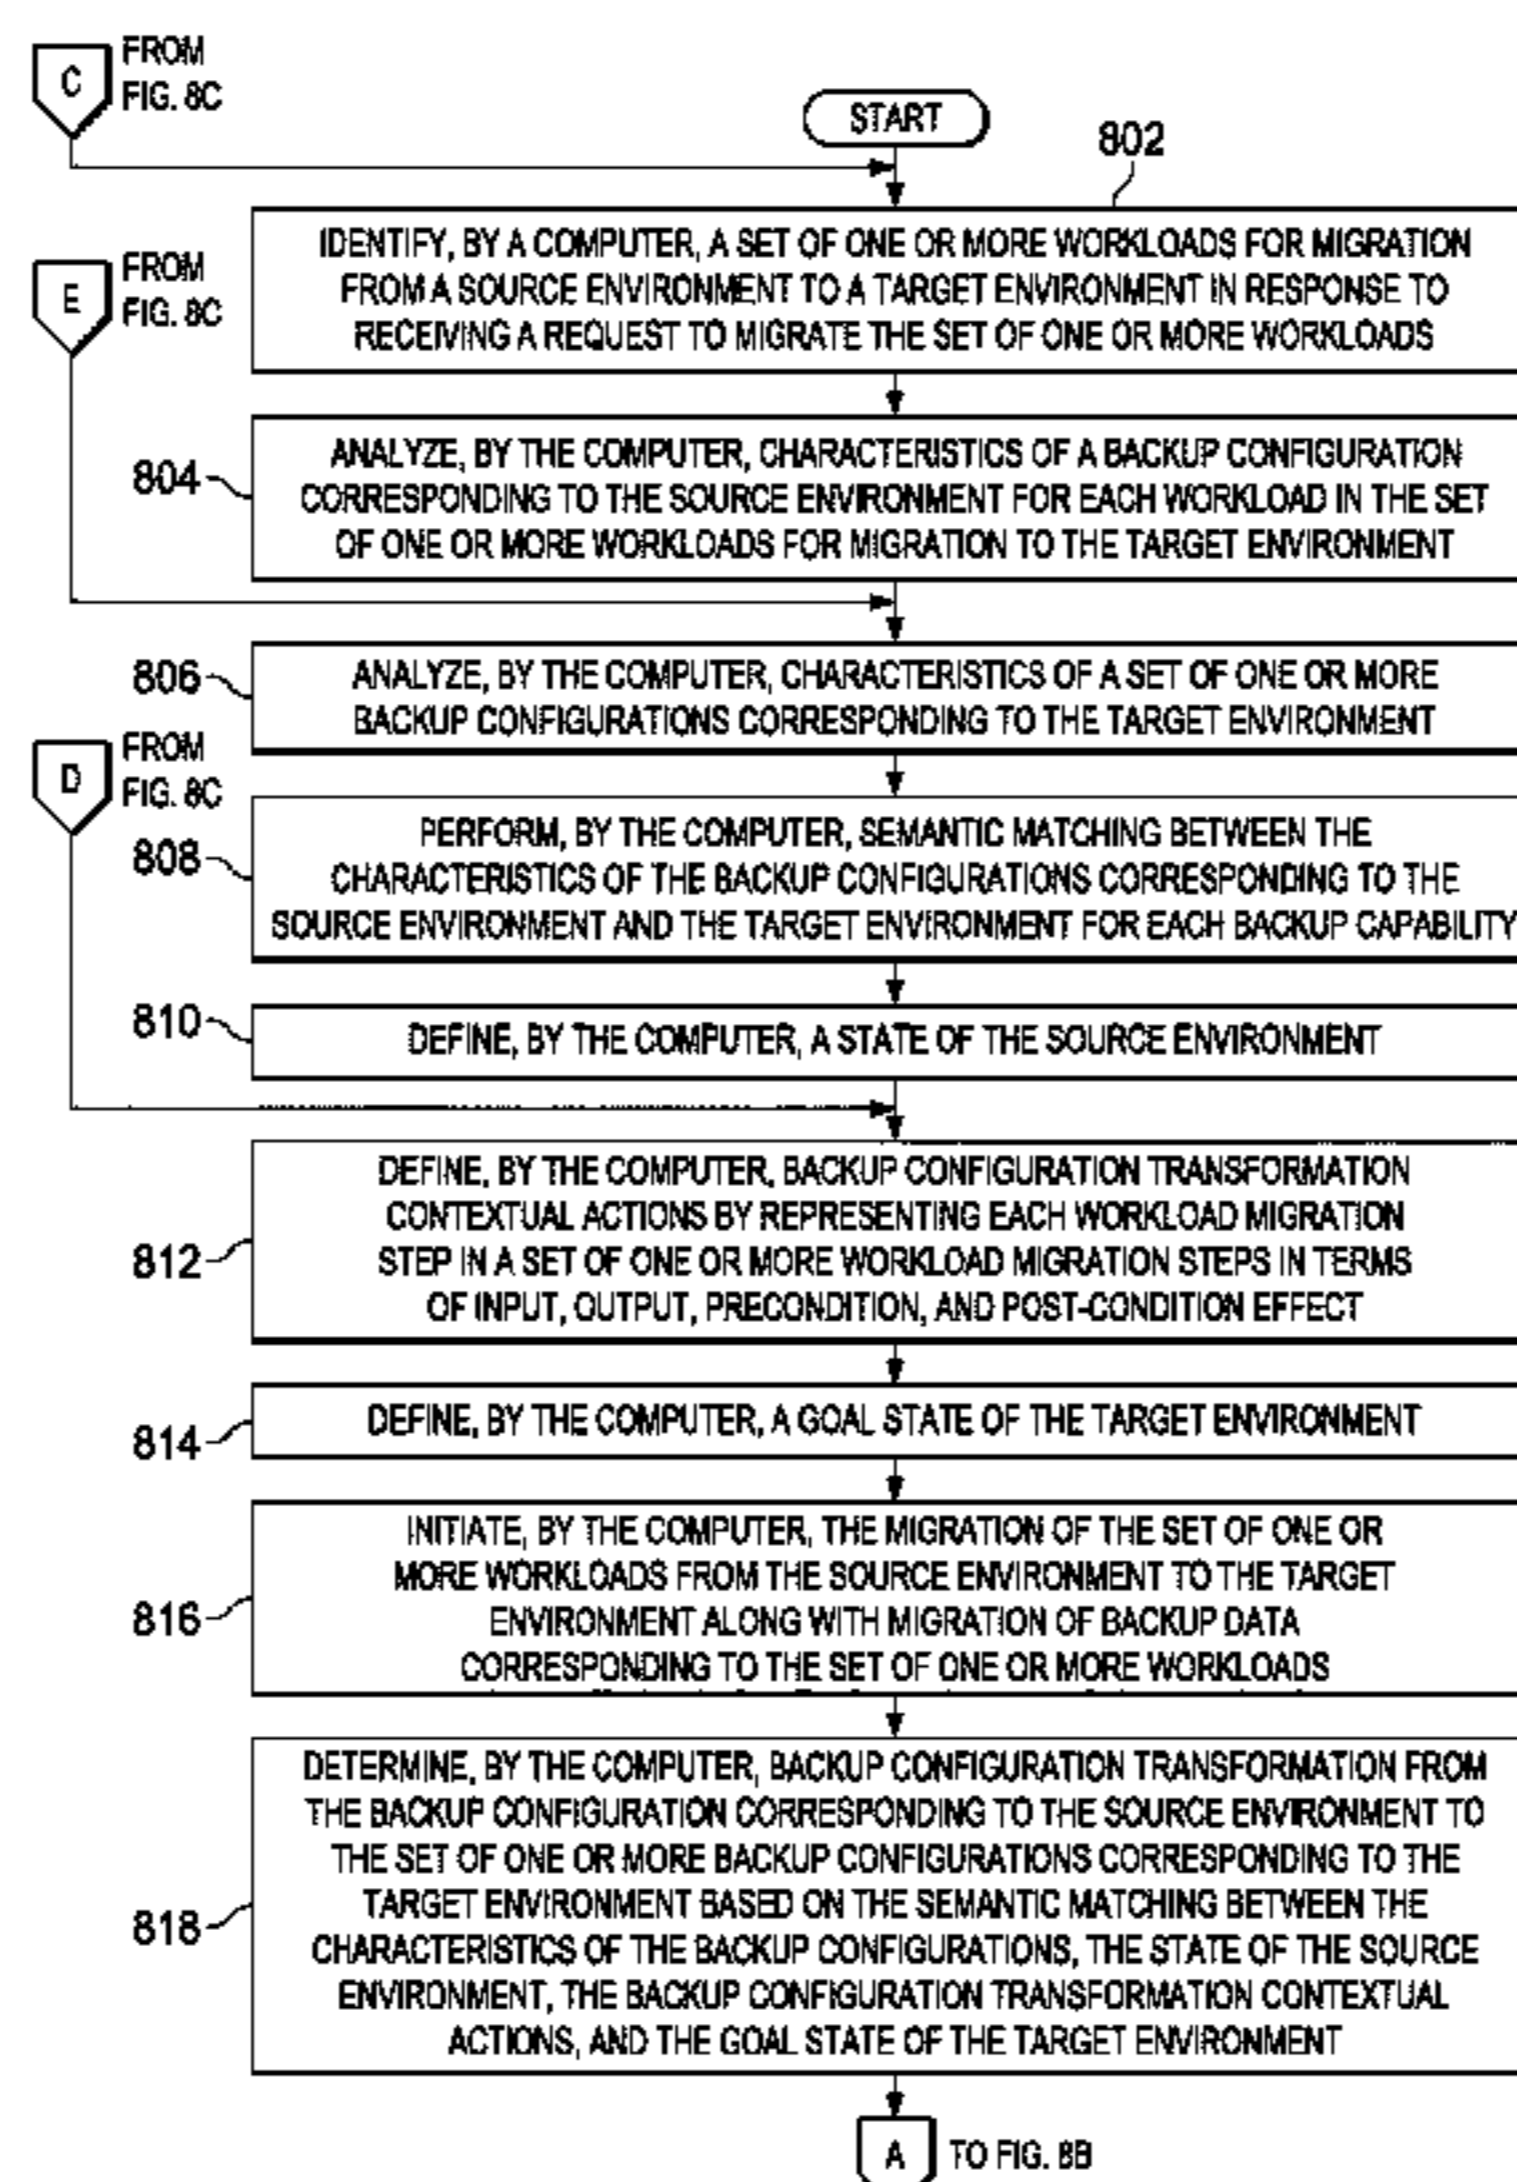 C
FROM
FIG. 8C
START
802
IDENTIFY, BY A COMPUTER, A SET OF ONE OR MORE WORKLOADS FOR MIGRATION
FROM A SOURCE ENVIRONMENT TO A TARGET ENVIRONMENT IN RESPONSE TO
RECEIVING A REQUEST TO MIGRATE THE SET OF ONE OR MORE WORKLOADS
E
FROM
FIG. 8C
804
ANALYZE, BY THE COMPUTER, CHARACTERISTICS OF A BACKUP CONFIGURATION
CORRESPONDING TO THE SOURCE ENVIRONMENT FOR EACH WORKLOAD IN THE SET
OF ONE OR MORE WORKLOADS FOR MIGRATION TO THE TARGET ENVIRONMENT
806
ANALYZE, BY THE COMPUTER, CHARACTERISTICS OF A SET OF ONE OR MORE
BACKUP CONFIGURATIONS CORRESPONDING TO THE TARGET ENVIRONMENT
D
FROM
FIG. 8C
808
PERFORM, BY THE COMPUTER, SEMANTIC MATCHING BETWEEN THE
CHARACTERISTICS OF THE BACKUP CONFIGURATIONS CORRESPONDING TO THE
SOURCE ENVIRONMENT AND THE TARGET ENVIRONMENT FOR EACH BACKUP CAPABILITY
810
DEFINE, BY THE COMPUTER, A STATE OF THE SOURCE ENVIRONMENT
812
DEFINE, BY THE COMPUTER, BACKUP CONFIGURATION TRANSFORMATION
CONTEXTUAL ACTIONS BY REPRESENTING EACH WORKLOAD MIGRATION
STEP IN A SET OF ONE OR MORE WORKLOAD MIGRATION STEPS IN TERMS
OF INPUT, OUTPUT, PRECONDITION, AND POST-CONDITION EFFECT
814
DEFINE, BY THE COMPUTER, A GOAL STATE OF THE TARGET ENVIRONMENT
816
INITIATE, BY THE COMPUTER, THE MIGRATION OF THE SET OF ONE OR
MORE WORKLOADS FROM THE SOURCE ENVIRONMENT TO THE TARGET
ENVIRONMENT ALONG WITH MIGRATION OF BACKUP DATA
CORRESPONDING TO THE SET OF ONE OR MORE WORKLOADS
818
DETERMINE, BY THE COMPUTER, BACKUP CONFIGURATION TRANSFORMATION FROM
THE BACKUP CONFIGURATION CORRESPONDING TO THE SOURCE ENVIRONMENT TO
THE SET OF ONE OR MORE BACKUP CONFIGURATIONS CORRESPONDING TO THE
TARGET ENVIRONMENT BASED ON THE SEMANTIC MATCHING BETWEEN THE
CHARACTERISTICS OF THE BACKUP CONFIGURATIONS, THE STATE OF THE SOURCE
ENVIRONMENT, THE BACKUP CONFIGURATION TRANSFORMATION CONTEXTUAL
ACTIONS, AND THE GOAL STATE OF THE TARGET ENVIRONMENT
A
TO FIG. 8B